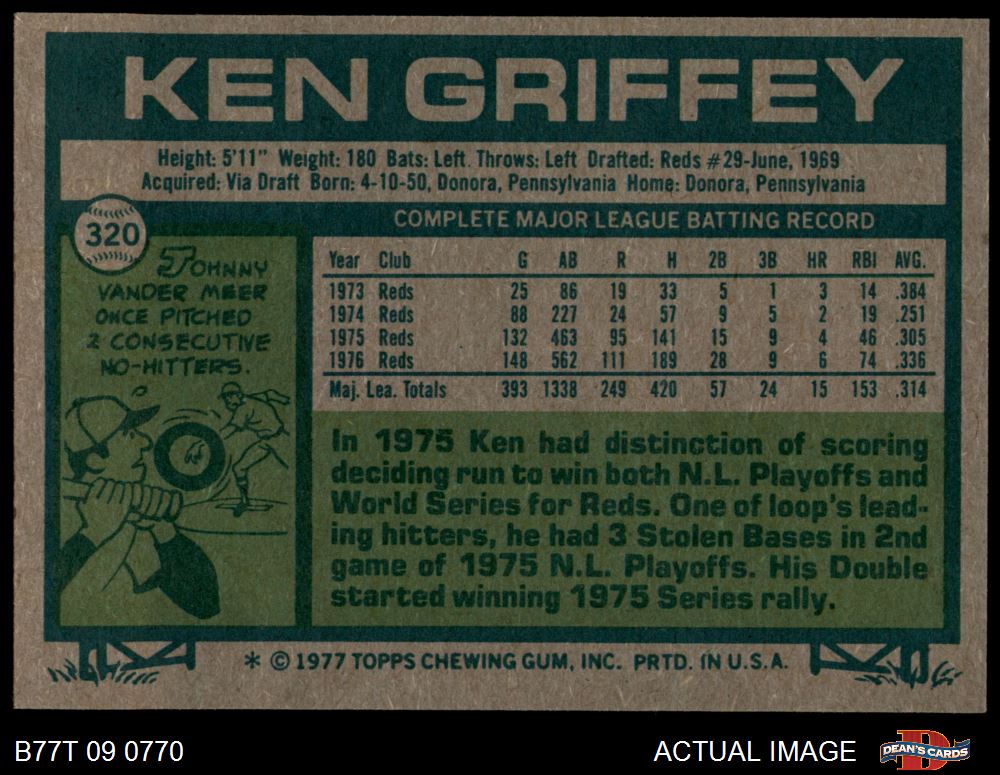 KEN GRIFFEY
Height: 5'11" Weight: 180 Bats: Left Throws: Left Drafted: Reds #29-June, 1969
Acquired: Via Draft Born: 4-10-50, Donora, Pennsylvania Home: Donora, Pennsylvania
320
JOHNNY
VANDER MEER
ONCE PITCHED
2 CONSECUTIVE
NO-HITTERS.
COMPLETE MAJOR LEAGUE BATTING RECORD
Year Club G AB R H 2B 3B HR RBI AVG.
1973 Reds 25 86 19 33 5 1 3 14 .384
1974 Reds 88 227 24 57 9 5 2 19 .251
1975 Reds 132 463 95 141 15 9 4 46 .305
1976 Reds 148 562 111 189 28 9 6 74 .336
Maj. Lea. Totals 393 1338 249 420 57 24 15 153 .314
In 1975 Ken had distinction of scoring
deciding run to win both N.L. Playoffs and
World Series for Reds. One of loop's lead-
ing hitters, he had 3 Stolen Bases in 2nd
game of 1975 N.L. Playoffs. His Double
started winning 1975 Series rally.
* © 1977 TOPPS CHEWING GUM, INC. PRTD. IN U.S.A.
B77T 09 0770
ACTUAL IMAGE
D
DEAN'S CARDS